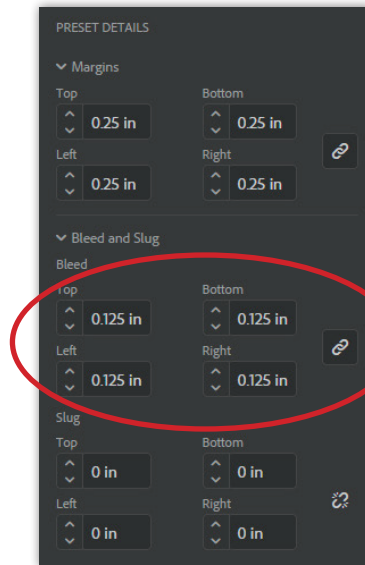 PRESET DETAILS
Margins
Top Bottom
0.25 in 0.25 in
Left Right
0.25 in 0.25 in
Bleed and Slug
Bleed
Top Bottom
0.125 in 0.125 in
Left Right
0.125 in 0.125 in
Slug
Top Bottom
0 in 0 in
Left Right
0 in 0 in